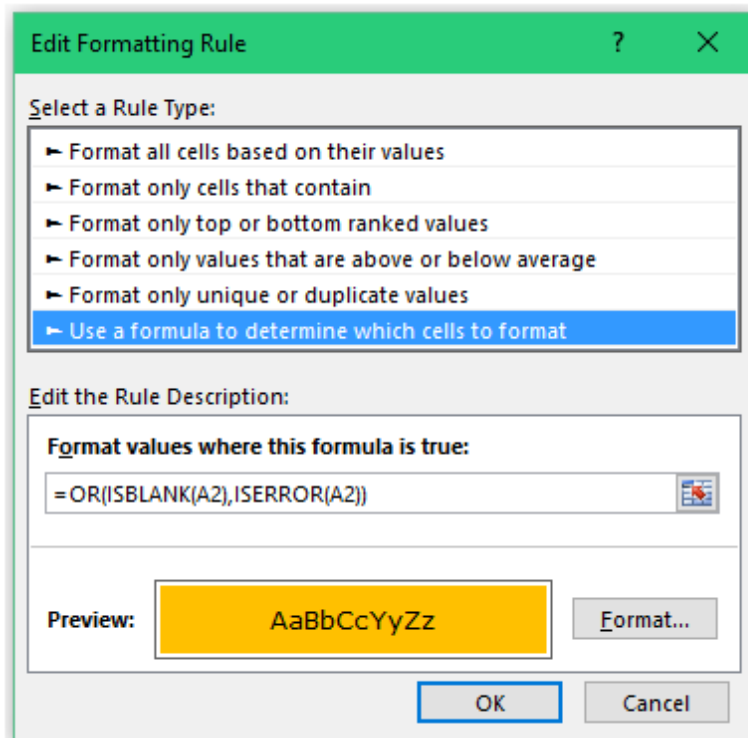 Edit Formatting Rule ?
Select a Rule Type:
► Format all cells based on their values
► Format only cells that contain
► Format only top or bottom ranked values
► Format only values that are above or below average
► Format only unique or duplicate values
► Use a formula to determine which cells to format
Edit the Rule Description:
Format values where this formula is true:
=OR(ISBLANK(A2),ISERROR(A2))
Preview: AaBbCcYyZz Format...
OK Cancel